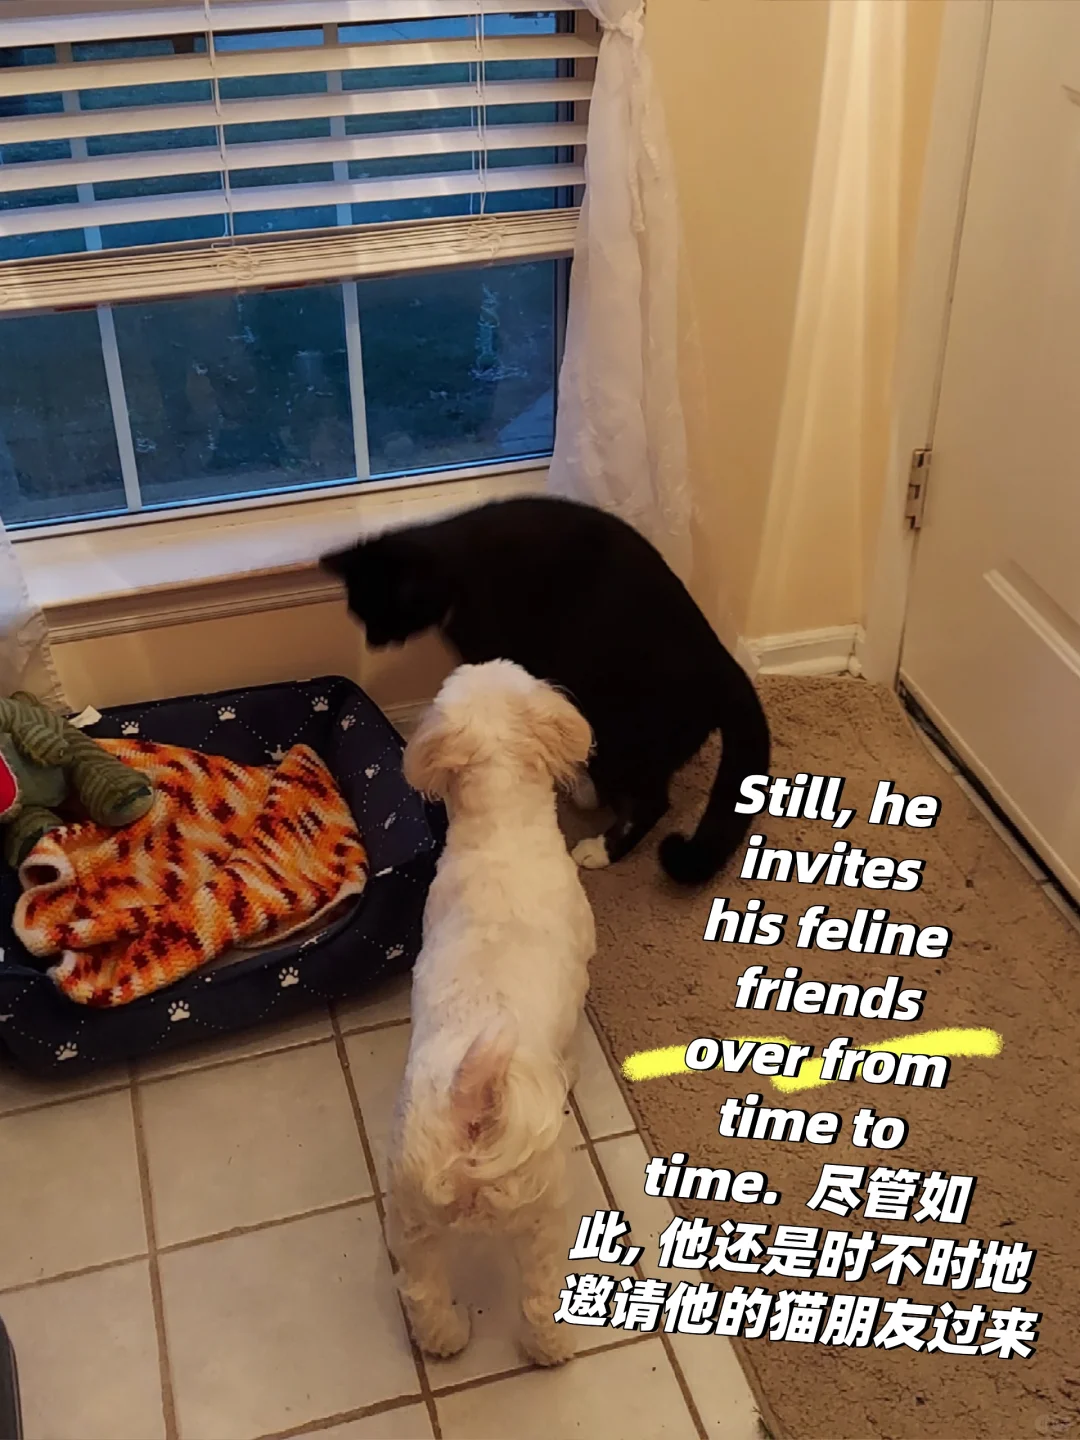 Still, he
invites
his feline
friends
over from
time to
time. 尽管如
此, 他还是时不时地
邀请他的猫朋友过来